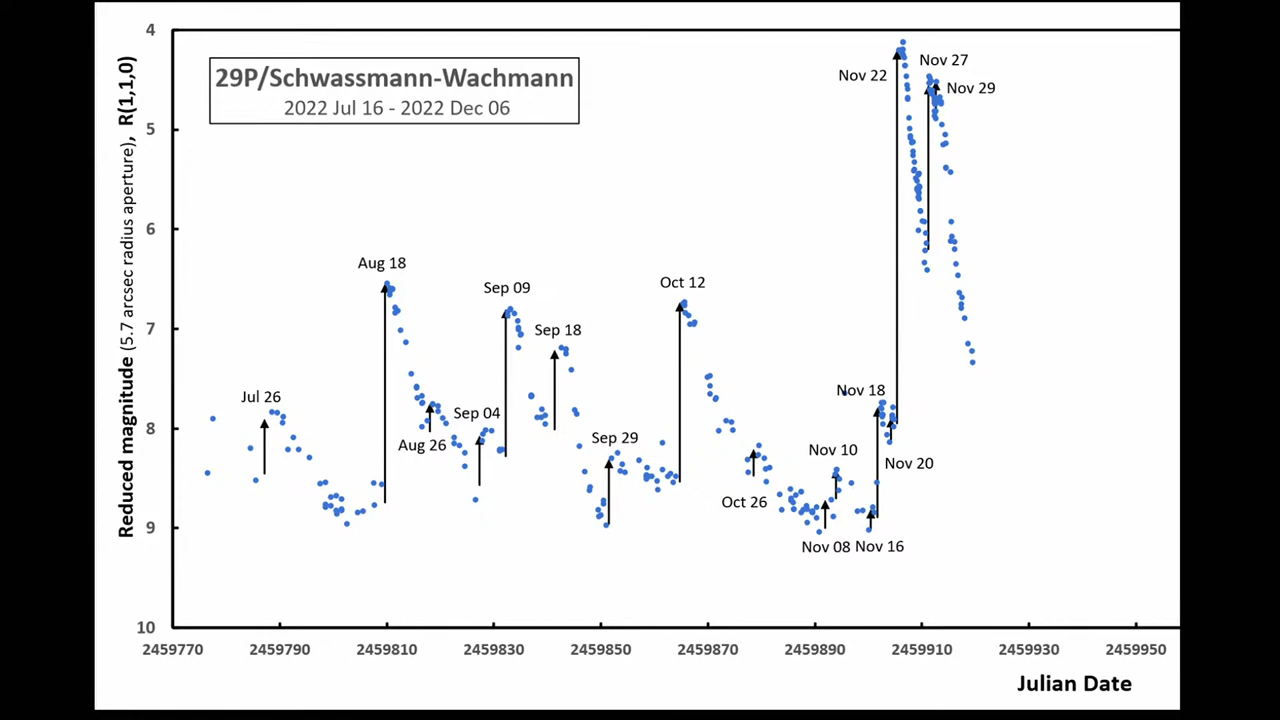 29P/Schwassmann-Wachmann
2022 Jul 16 - 2022 Dec 06
Reduced magnitude (5.7 arcsec radius aperture), R(1,1,0)
4
5
6
7
8
9
10
Jul 26
Aug 18
Aug 26
Sep 04
Sep 09
Sep 18
Sep 29
Oct 12
Oct 26
Nov 08
Nov 10
Nov 16
Nov 18
Nov 20
Nov 22
Nov 27
Nov 29
2459770 2459790 2459810 2459830 2459850 2459870 2459890 2459910 2459930 2459950
Julian Date